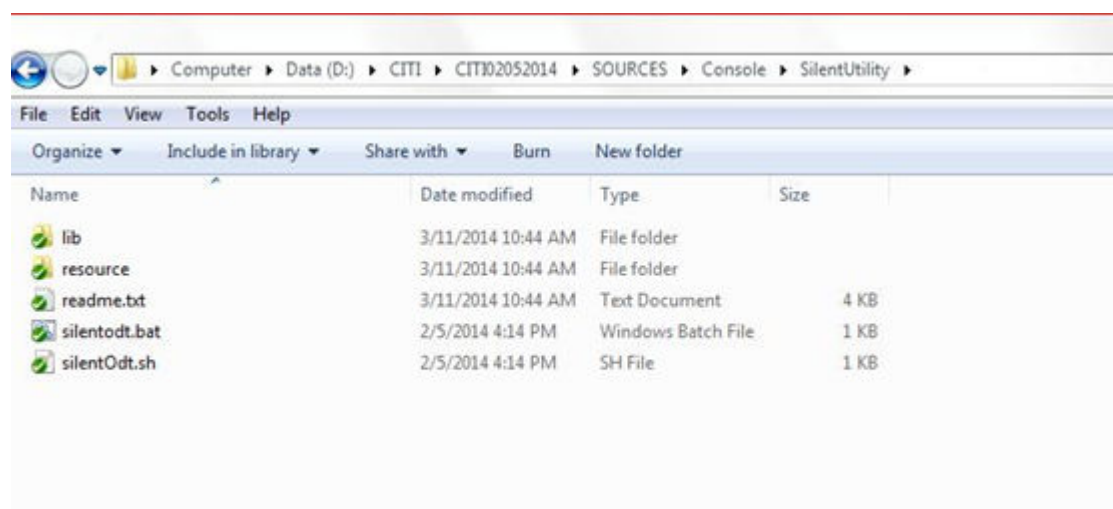 Computer Data (D:) CITI CITI02052014 SOURCES Console SilentUtility
File Edit View Tools Help
Organize Include in library Share with Burn New folder
Name Date modified Type Size
lib 3/11/2014 10:44 AM File folder
resource 3/11/2014 10:44 AM File folder
readme.txt 3/11/2014 10:44 AM Text Document 4 KB
silentodt.bat 2/5/2014 4:14 PM Windows Batch File 1 KB
silentOdt.sh 2/5/2014 4:14 PM SH File 1 KB